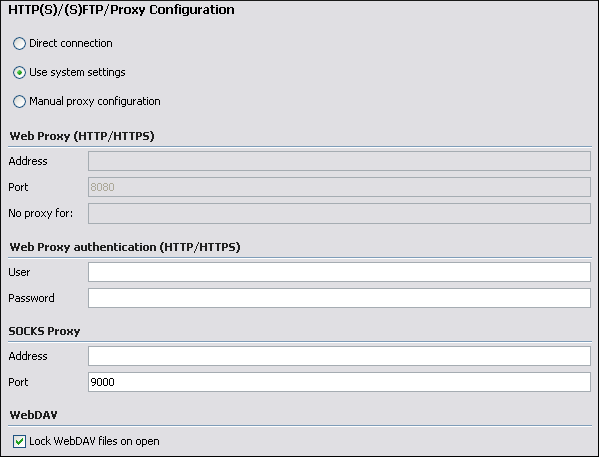 HTTP(S)/(S)FTP/Proxy Configuration
Direct connection
Use system settings
Manual proxy configuration
Web Proxy (HTTP/HTTPS)
Address
Port 8080
No proxy for:
Web Proxy authentication (HTTP/HTTPS)
User
Password
SOCKS Proxy
Address
Port 9000
WebDAV
Lock WebDAV files on open